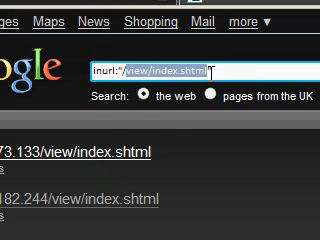 es Maps News Shopping Mail more ▼
ogle
inurl:"/view/index.shtml
Search: the web pages from the UK
73.133/view/index.shtml
s
182.244/view/index.shtml
s